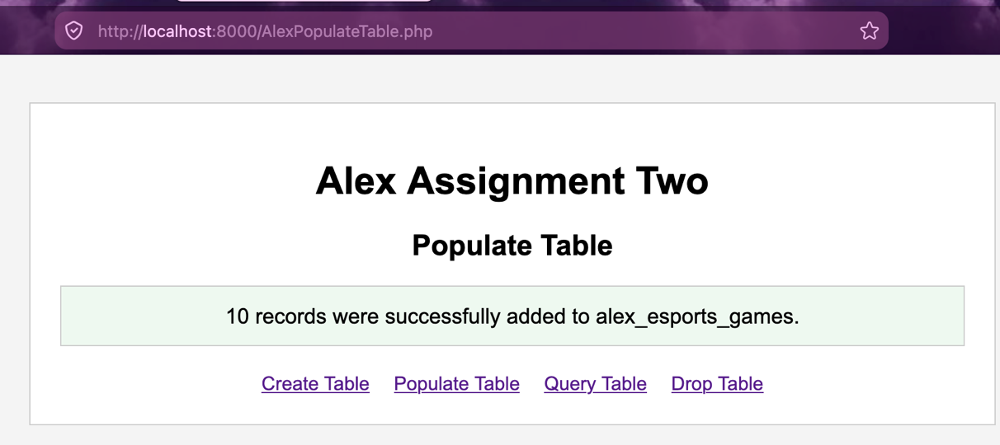 http://localhost:8000/AlexPopulateTable.php
Alex Assignment Two
Populate Table
10 records were successfully added to alex_esports_games.
Create Table Populate Table Query Table Drop Table